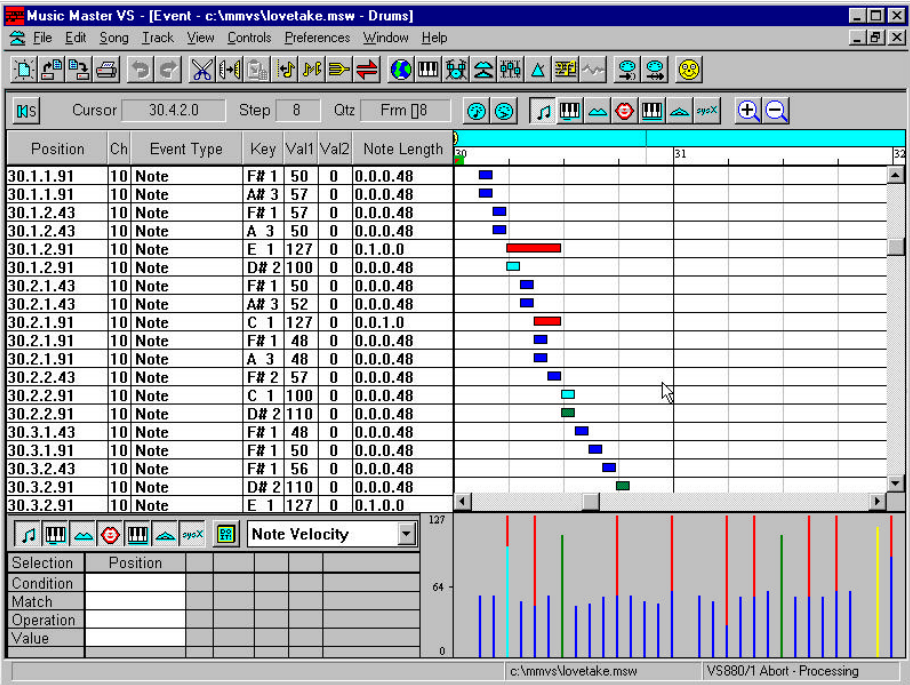 Music Master VS - [Event - c:\mmvs\lovetake.msw - Drums]
File Edit Song Track View Controls Preferences Window Help
sysX
Cursor 30.4.2.0 Step 8 Qtz Frm []8 sysX
Position Ch Event Type Key Val1 Val2 Note Length
30 31 32
30.1.1.91 10 Note F# 1 50 0 0.0.0.48
30.1.1.91 10 Note A# 3 57 0 0.0.0.48
30.1.2.43 10 Note F# 1 57 0 0.0.0.48
30.1.2.43 10 Note A 3 50 0 0.0.0.48
30.1.2.91 10 Note E 1 127 0 0.1.0.0
30.1.2.91 10 Note D# 2 100 0 0.0.0.48
30.2.1.43 10 Note F# 1 50 0 0.0.0.48
30.2.1.43 10 Note A# 3 52 0 0.0.0.48
30.2.1.91 10 Note C 1 127 0 0.0.1.0
30.2.1.91 10 Note F# 1 48 0 0.0.0.48
30.2.1.91 10 Note A 3 48 0 0.0.0.48
30.2.2.43 10 Note F# 2 57 0 0.0.0.48
30.2.2.91 10 Note C 1 100 0 0.0.0.48
30.2.2.91 10 Note D# 2 110 0 0.0.0.48
30.3.1.43 10 Note F# 1 48 0 0.0.0.48
30.3.1.91 10 Note F# 1 50 0 0.0.0.48
30.3.2.43 10 Note F# 1 56 0 0.0.0.48
30.3.2.91 10 Note D# 2 110 0 0.0.0.48
30.3.2.91 10 Note E 1 127 0 0.1.0.0
sysX Note Velocity
127
64
0
Selection Position
Condition
Match
Operation
Value
c:\mmvs\lovetake.msw VS880/1 Abort - Processing